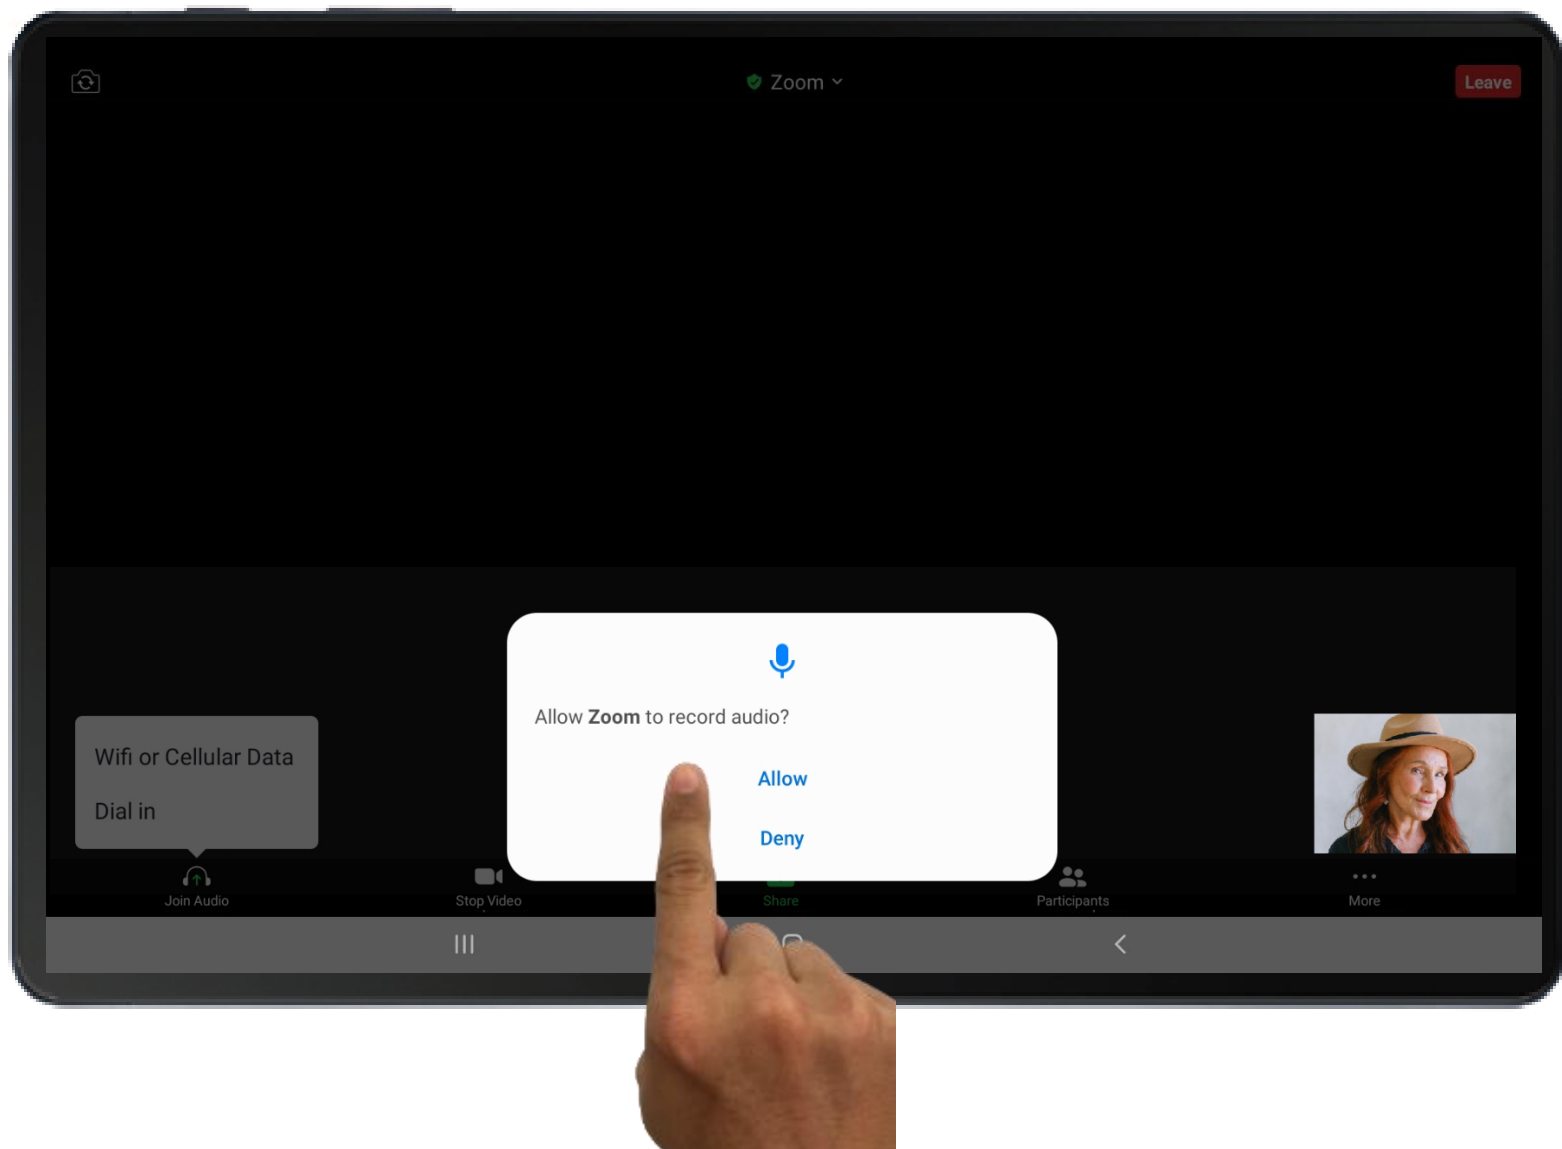 Zoom
Leave
Allow Zoom to record audio?
Allow
Deny
Wifi or Cellular Data
Dial in
Join Audio
Stop Video
Share
Participants
More